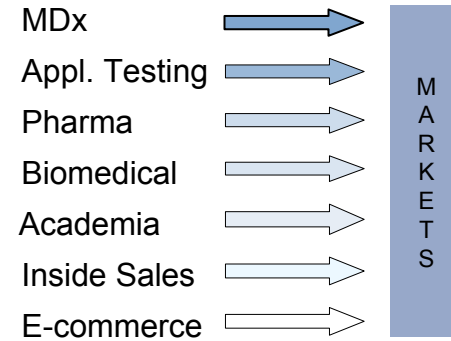 MDx
Appl. Testing
Pharma
Biomedical
Academia
Inside Sales
E-commerce
MARKETS